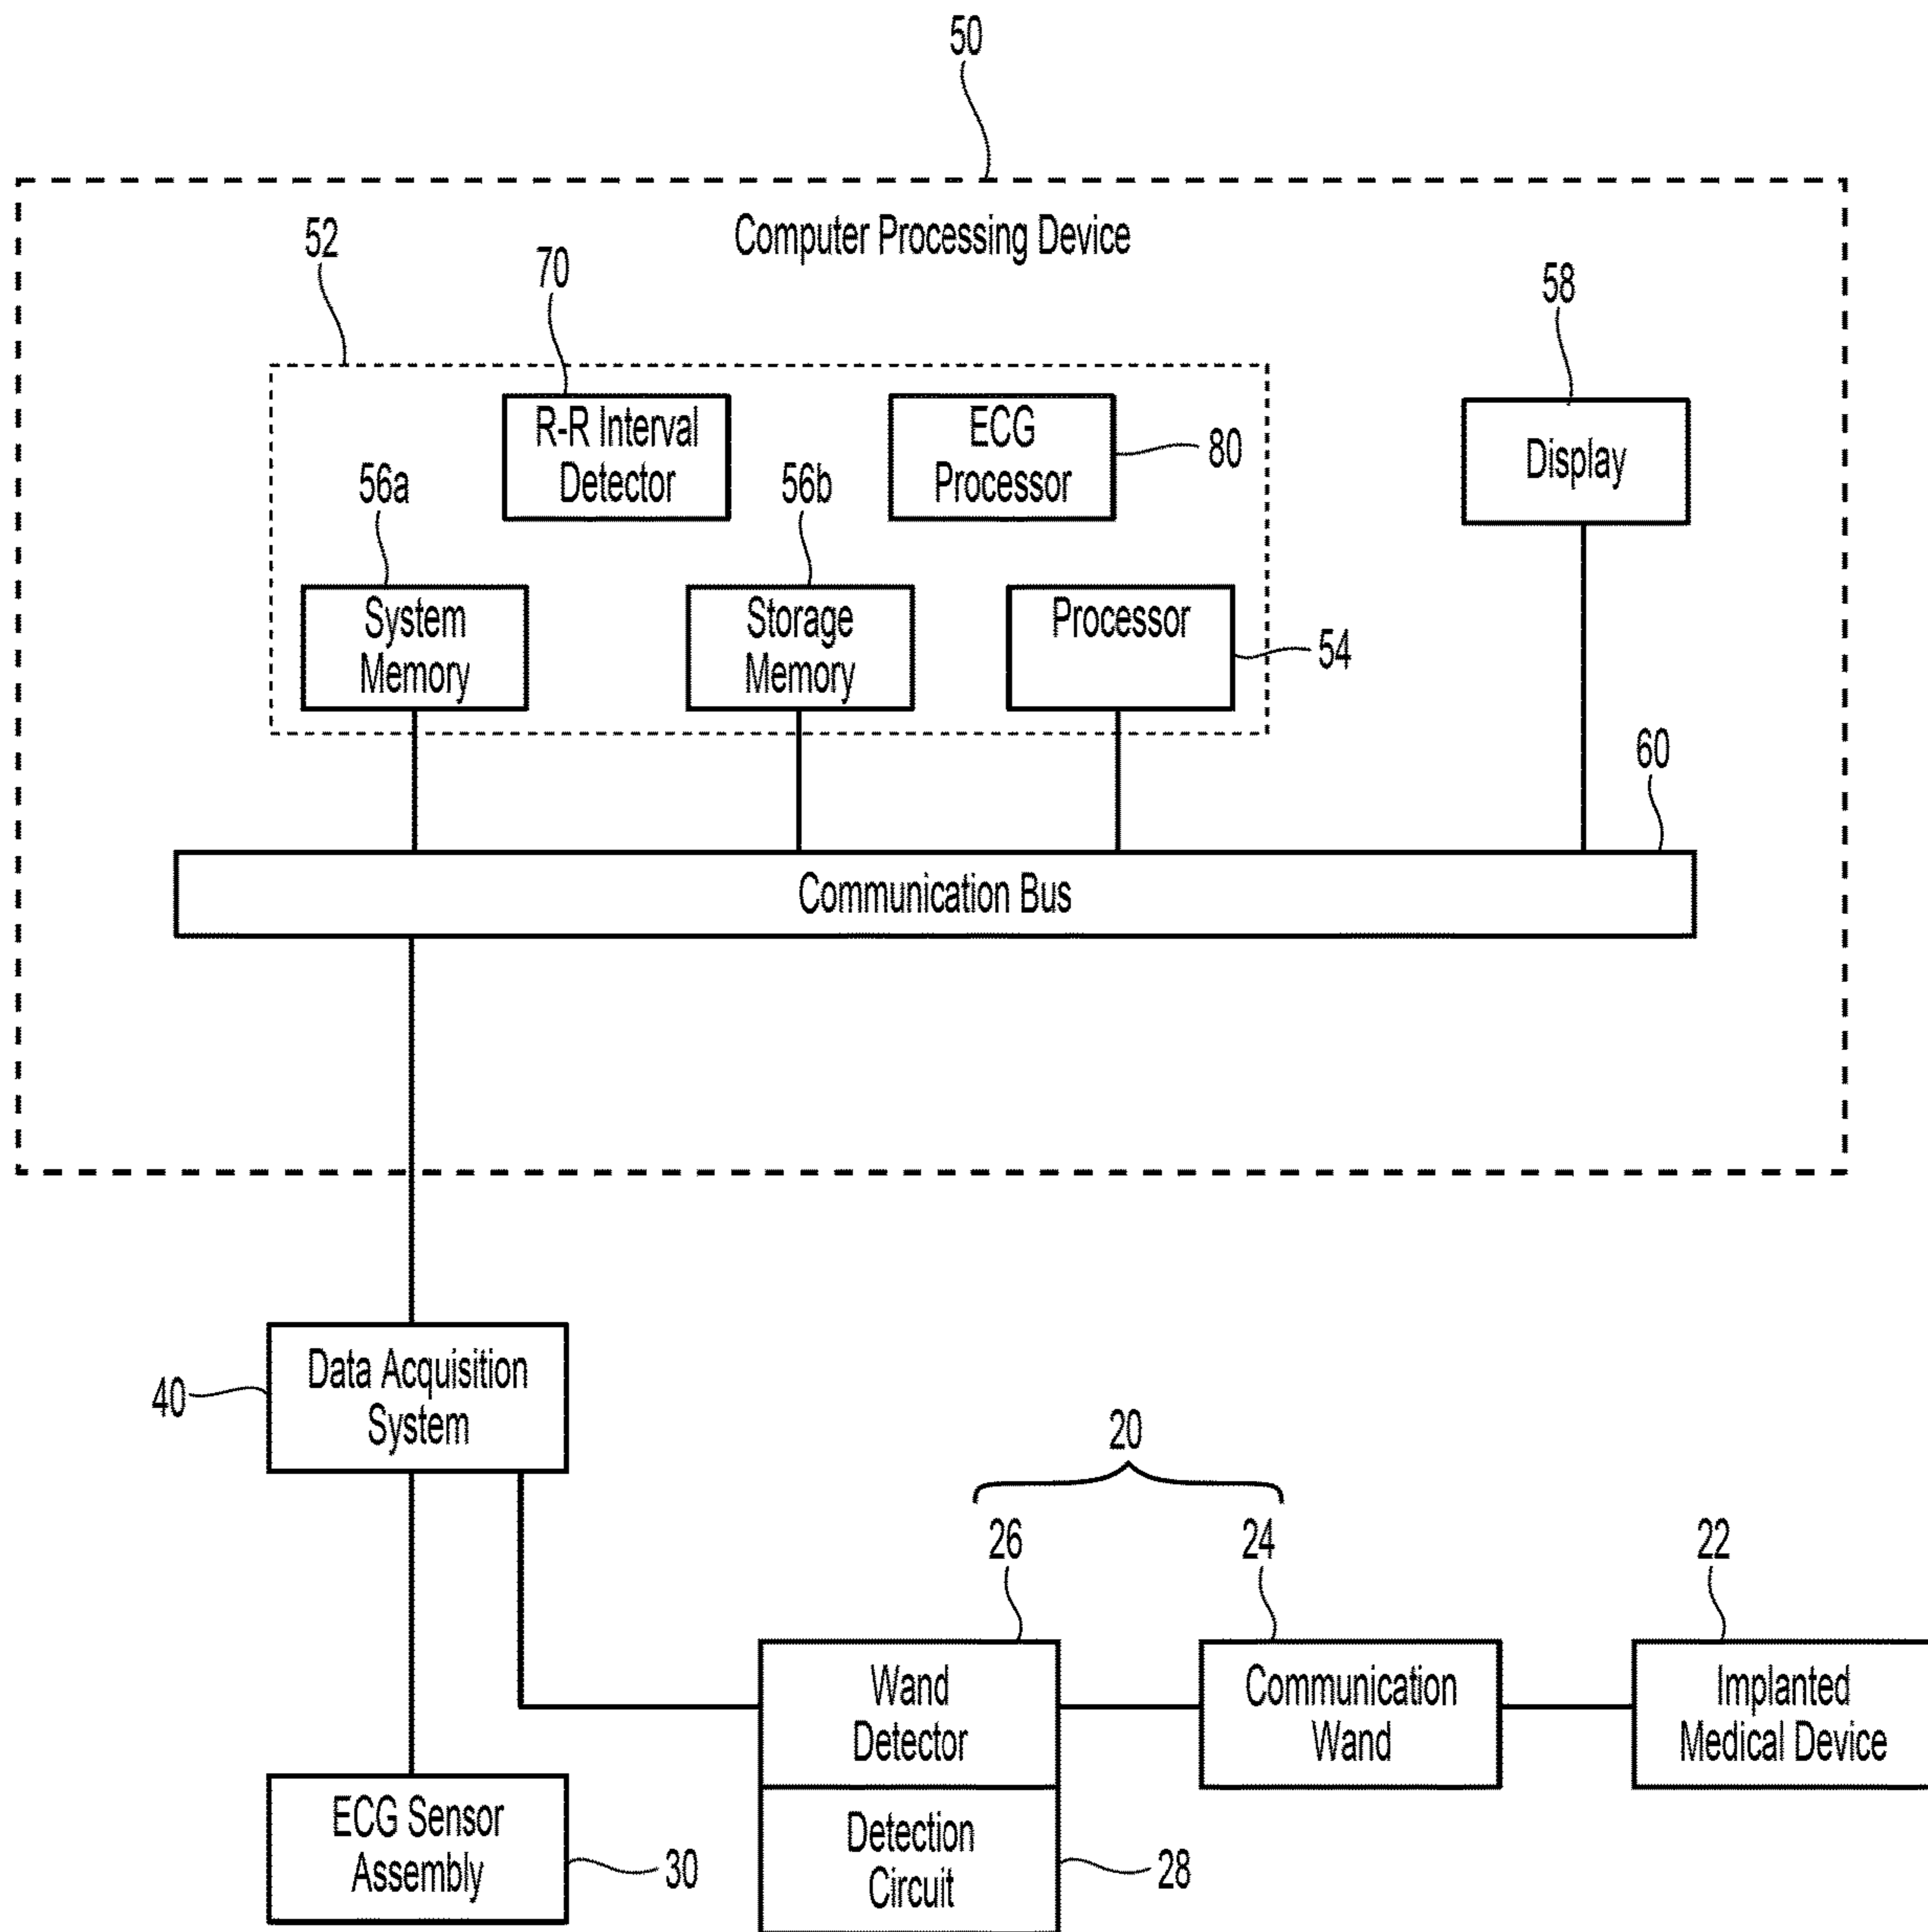 50
Computer Processing Device
52
70
58
R-R Interval
Detector
ECG
Processor
80
Display
56a
56b
System
Memory
Storage
Memory
Processor
54
60
Communication Bus
Data Acquisition
System
40
20
26
24
22
Wand
Detector
Communication
Wand
Implanted
Medical Device
ECG Sensor
Assembly
30
Detection
Circuit
28